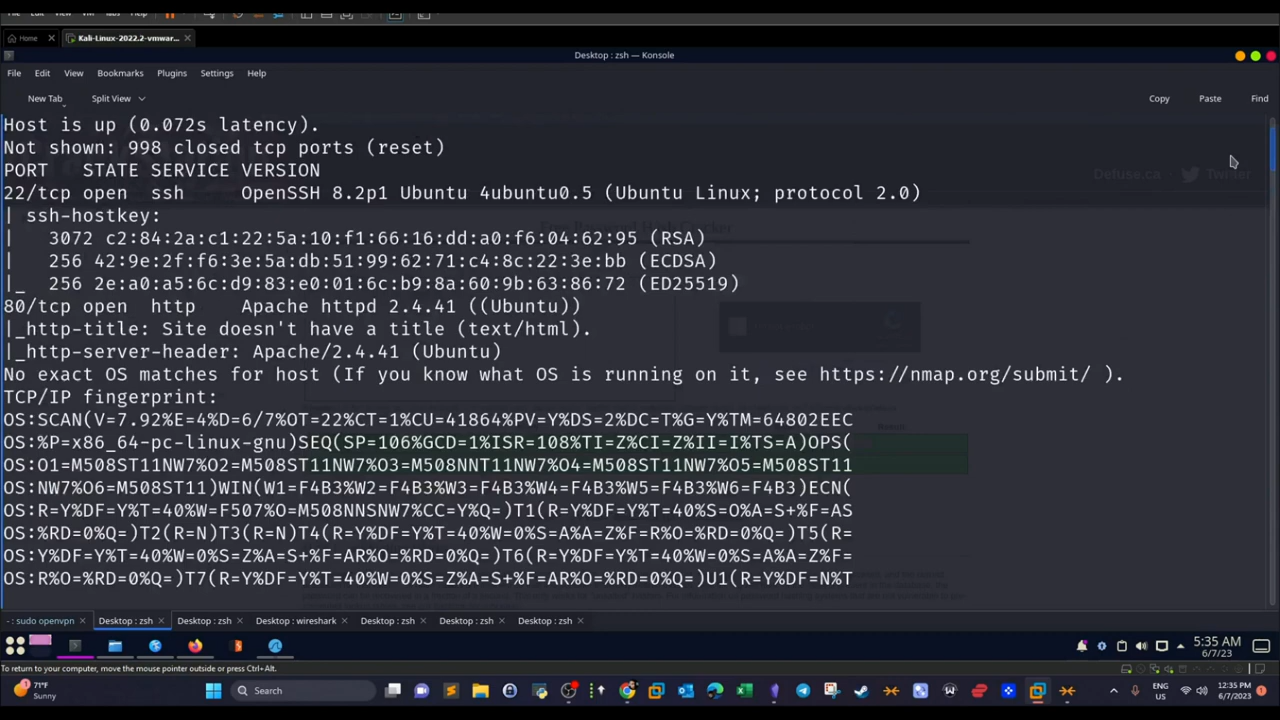 Home
Kali-Linux-2022.2-vmwar...
Desktop : zsh — Konsole
File Edit View Bookmarks Plugins Settings Help
New Tab Split View Copy Paste Find
Host is up (0.072s latency).
Not shown: 998 closed tcp ports (reset)
PORT STATE SERVICE VERSION
Defuse.ca Twitter
22/tcp open ssh OpenSSH 8.2p1 Ubuntu 4ubuntu0.5 (Ubuntu Linux; protocol 2.0)
| ssh-hostkey:
Free Password Hash Cracker
| 3072 c2:84:2a:c1:22:5a:10:f1:66:16:dd:a0:f6:04:62:95 (RSA)
| 256 42:9e:2f:f6:3e:5a:db:51:99:62:71:c4:8c:22:3e:bb (ECDSA)
|_ 256 2e:a0:a5:6c:d9:83:e0:01:6c:b9:8a:60:9b:63:86:72 (ED25519)
80/tcp open http Apache httpd 2.4.41 ((Ubuntu))
|_http-title: Site doesn't have a title (text/html).
|_http-server-header: Apache/2.4.41 (Ubuntu)
No exact OS matches for host (If you know what OS is running on it, see https://nmap.org/submit/ ).
TCP/IP fingerprint:
OS:SCAN(V=7.92%E=4%D=6/7%OT=22%CT=1%CU=41864%PV=Y%DS=2%DC=T%G=Y%TM=64802EEC
OS:%P=x86_64-pc-linux-gnu)SEQ(SP=106%GCD=1%ISR=108%TI=Z%CI=Z%II=I%TS=A)OPS(
OS:O1=M508ST11NW7%O2=M508ST11NW7%O3=M508NNT11NW7%O4=M508ST11NW7%O5=M508ST11
OS:NW7%O6=M508ST11)WIN(W1=F4B3%W2=F4B3%W3=F4B3%W4=F4B3%W5=F4B3%W6=F4B3)ECN(
OS:R=Y%DF=Y%T=40%W=F507%O=M508NNSNW7%CC=Y%Q=)T1(R=Y%DF=Y%T=40%S=O%A=S+%F=AS
OS:%RD=0%Q=)T2(R=N)T3(R=N)T4(R=Y%DF=Y%T=40%W=0%S=A%A=Z%F=R%O=%RD=0%Q=)T5(R=
OS:Y%DF=Y%T=40%W=0%S=Z%A=S+%F=AR%O=%RD=0%Q=)T6(R=Y%DF=Y%T=40%W=0%S=A%A=Z%F=
OS:R%O=%RD=0%Q=)T7(R=Y%DF=Y%T=40%W=0%S=Z%A=S+%F=AR%O=%RD=0%Q=)U1(R=Y%DF=N%T
- : sudo openvpn Desktop : zsh Desktop : zsh Desktop : wireshark Desktop : zsh Desktop : zsh Desktop : zsh
5:35 AM
6/7/23
To return to your computer, move the mouse pointer outside or press Ctrl+Alt.
71°F
Sunny
Search
ENG
US
12:35 PM
6/7/2023